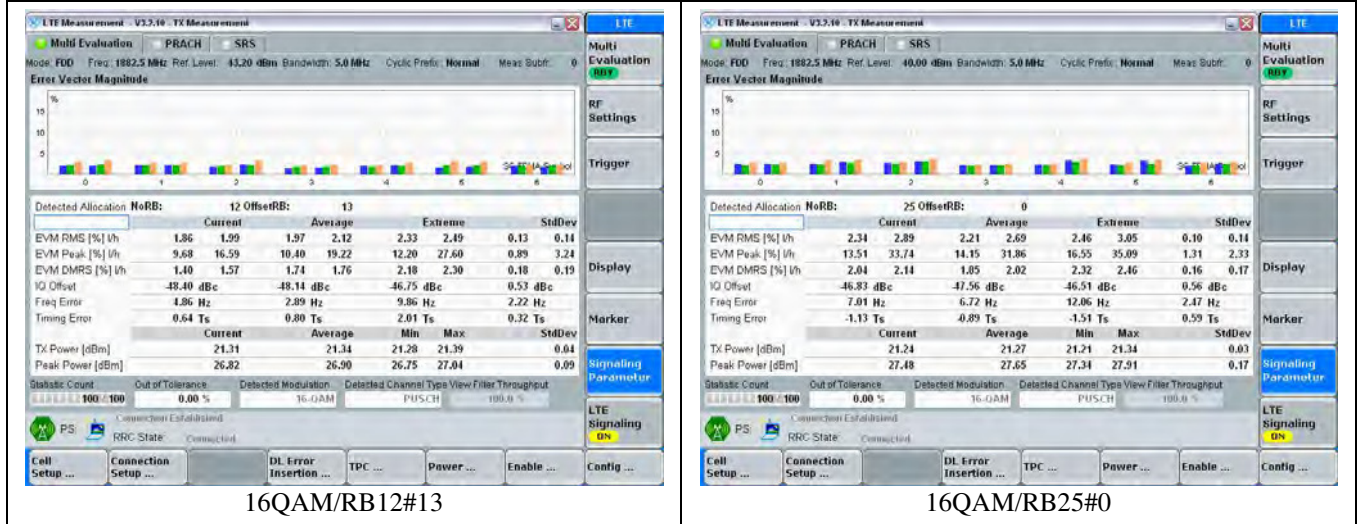 LTE Measurement - V3.2.10 - TX Measurement
LTE
Multi Evaluation PRACH SRS
Mode: FDD Freq.: 1882.5 MHz Ref. Level: 43.20 dBm Bandwidth: 5.0 MHz Cyclic Prefix: Normal Meas Subfr.: 0
Error Vector Magnitude
%
15
10
5
0 1 2 3 4 5 6
Detected Allocation NoRB: 12 OffsetRB: 13
Current Average Extreme StdDev
EVM RMS [%] l/h 1.86 1.99 1.97 2.12 2.33 2.49 0.13 0.14
EVM Peak [%] l/h 9.68 16.59 10.40 19.22 12.20 27.60 0.89 3.24
EVM DMRS [%] l/h 1.40 1.57 1.74 1.76 2.18 2.30 0.18 0.19
IQ Offset -48.40 dBc -48.14 dBc -46.75 dBc 0.53 dBc
Freq Error 4.86 Hz 2.89 Hz 9.86 Hz 2.22 Hz
Timing Error 0.64 Ts 0.80 Ts 2.01 Ts 0.32 Ts
Current Average Min Max StdDev
TX Power [dBm] 21.31 21.34 21.28 21.39 0.04
Peak Power [dBm] 26.82 26.90 26.75 27.04 0.09
Statistic Count Out of Tolerance Detected Modulation Detected Channel Type View Filter Throughput
100 / 100 0.00 % 16-QAM PUSCH 100.0 %
PS Connection Established
RRC State Connected
Multi Evaluation
RDY
RF Settings
Trigger
Display
Marker
Signaling Parameter
LTE Signaling
ON
Cell Setup ... Connection Setup ... DL Error Insertion ... TPC ... Power ... Enable ... Config ...
16QAM/RB12#13
LTE Measurement - V3.2.10 - TX Measurement
LTE
Multi Evaluation PRACH SRS
Mode: FDD Freq.: 1882.5 MHz Ref. Level: 40.00 dBm Bandwidth: 5.0 MHz Cyclic Prefix: Normal Meas Subfr.: 0
Error Vector Magnitude
%
15
10
5
0 1 2 3 4 5 6
Detected Allocation NoRB: 25 OffsetRB: 0
Current Average Extreme StdDev
EVM RMS [%] l/h 2.34 2.89 2.21 2.69 2.46 3.05 0.10 0.14
EVM Peak [%] l/h 13.51 33.74 14.15 31.86 16.55 35.09 1.31 2.33
EVM DMRS [%] l/h 2.04 2.14 1.85 2.02 2.32 2.46 0.16 0.17
IQ Offset -46.83 dBc -47.56 dBc -46.51 dBc 0.56 dBc
Freq Error 7.01 Hz 6.72 Hz 12.06 Hz 2.47 Hz
Timing Error -1.13 Ts -0.89 Ts -1.51 Ts 0.59 Ts
Current Average Min Max StdDev
TX Power [dBm] 21.24 21.27 21.21 21.34 0.03
Peak Power [dBm] 27.48 27.65 27.34 27.91 0.17
Statistic Count Out of Tolerance Detected Modulation Detected Channel Type View Filter Throughput
100 / 100 0.00 % 16-QAM PUSCH 100.0 %
PS Connection Established
RRC State Connected
Multi Evaluation
RDY
RF Settings
Trigger
Display
Marker
Signaling Parameter
LTE Signaling
ON
Cell Setup ... Connection Setup ... DL Error Insertion ... TPC ... Power ... Enable ... Config ...
16QAM/RB25#0